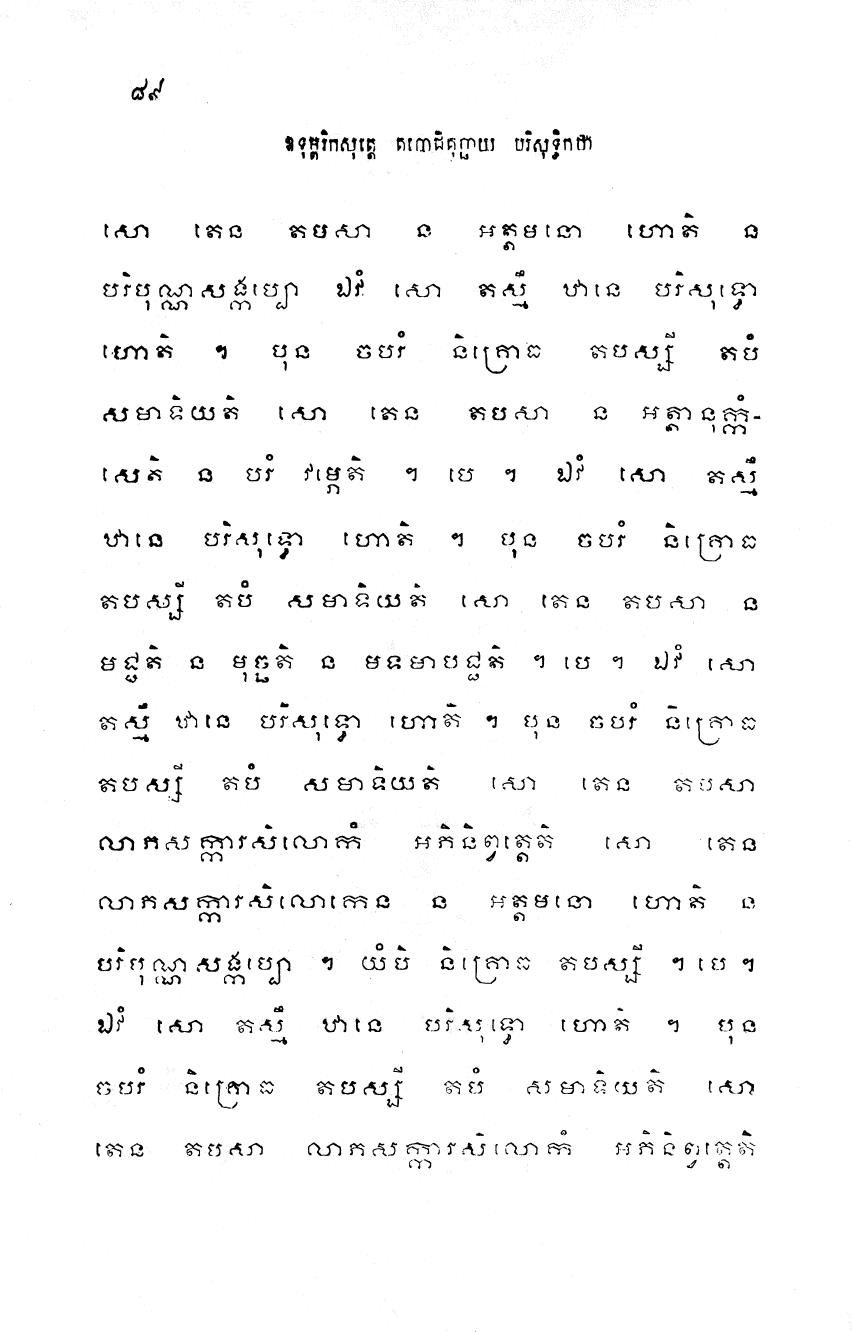 ៨៩
ឧទុម្ពរិកសុត្តេ តបោជិគុច្ឆាយ បរិសុទ្ធិកថា
សោ តេន តបសា ន អត្តមនោ ហោតិ ន
បរិបុណ្ណសង្កប្បោ ឯវំ សោ តស្មឹ ឋានេ បរិសុទ្ធោ
ហោតិ ។ បុន ចបរំ និគ្រោធ តបស្សី តបំ
សមាទិយតិ សោ តេន តបសា ន អត្តានុក្កំ-
សេតិ ន បរំ វម្ភេតិ ។ បេ ។ ឯវំ សោ តស្មឹ
ឋានេ បរិសុទ្ធោ ហោតិ ។ បុន ចបរំ និគ្រោធ
តបស្សី តបំ សមាទិយតិ សោ តេន តបសា ន
មជ្ជតិ ន មុច្ឆតិ ន មទមាបជ្ជតិ ។ បេ ។ ឯវំ សោ
តស្មឹ ឋានេ បរិសុទ្ធោ ហោតិ ។ បុន ចបរំ និគ្រោធ
តបស្សី តបំ សមាទិយតិ សោ តេន តបសា
លាភសក្ការសិលោកំ អភិនិព្វត្តេតិ សោ តេន
លាភសក្ការសិលោកេន ន អត្តមនោ ហោតិ ន
បរិបុណ្ណសង្កប្បោ ។ យំបិ និគ្រោធ តបស្សី ។ បេ ។
ឯវំ សោ តស្មឹ ឋានេ បរិសុទ្ធោ ហោតិ ។ បុន
ចបរំ និគ្រោធ តបស្សី តបំ សមាទិយតិ សោ
តេន តបសា លាភសក្ការសិលោកំ អភិនិព្វត្តេតិ